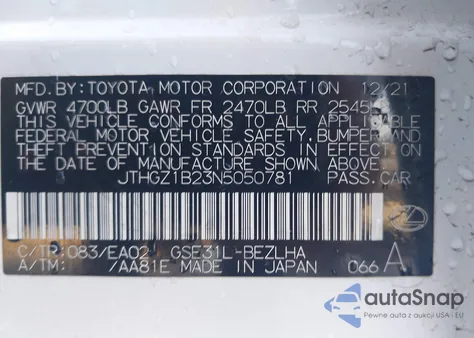 MFD.BY:TOYOTA MOTOR CORPORATION 12/21
GVWR 4700LB GAWR FR 2470LB RR 2545LB
THIS VEHICLE CONFORMS TO ALL APPLICABLE
FEDERAL MOTOR VEHICLE SAFETY, BUMPER, AND
THEFT PREVENTION STANDARDS IN EFFECT ON
THE DATE OF MANUFACTURE SHOWN ABOVE.
JTHGZ1B23N5050781 PASS.CAR
C/TR:083/EA02 GSE31L-BEZLHA
A/TM: /AA81E MADE IN JAPAN 066 A
autoSnap
Pewne auta z aukcji USA i EU